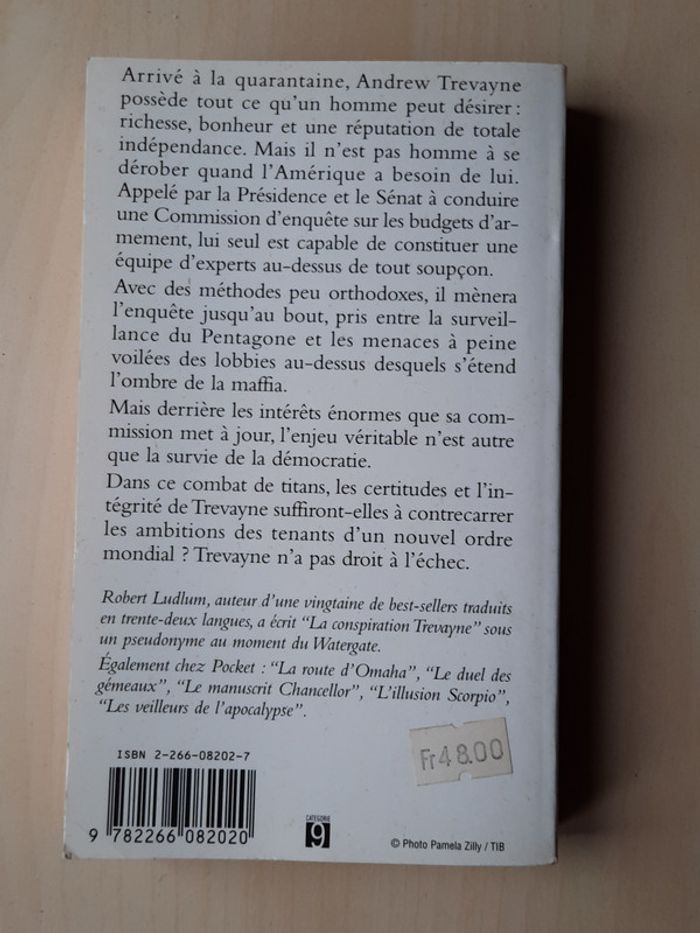 Arrivé à la quarantaine, Andrew Trevayne
possède tout ce qu'un homme peut désirer :
richesse, bonheur et une réputation de totale
indépendance. Mais il n'est pas homme à se
dérober quand l'Amérique a besoin de lui.
Appelé par la Présidence et le Sénat à conduire
une Commission d'enquête sur les budgets d'ar-
mement, lui seul est capable de constituer une
équipe d'experts au-dessus de tout soupçon.
Avec des méthodes peu orthodoxes, il mènera
l'enquête jusqu'au bout, pris entre la surveil-
lance du Pentagone et les menaces à peine
voilées des lobbies au-dessus desquels s'étend
l'ombre de la maffia.
Mais derrière les intérêts énormes que sa com-
mission met à jour, l'enjeu véritable n'est autre
que la survie de la démocratie.
Dans ce combat de titans, les certitudes et l'in-
tégrité de Trevayne suffiront-elles à contrecarrer
les ambitions des tenants d'un nouvel ordre
mondial ? Trevayne n'a pas droit à l'échec.
Robert Ludlum, auteur d'une vingtaine de best-sellers traduits
en trente-deux langues, a écrit "La conspiration Trevayne" sous
un pseudonyme au moment du Watergate.
Également chez Pocket : "La route d'Omaha", "Le duel des
gémeaux", "Le manuscrit Chancellor", "L'illusion Scorpio",
"Les veilleurs de l'apocalypse".
Fr48.00
ISBN 2-266-08202-7
9 782266 082020
CATEGORIE
9
© Photo Pamela Zilly / TIB